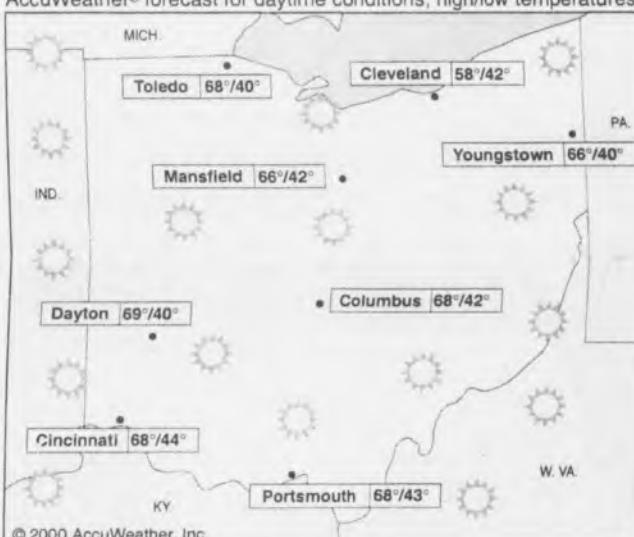 AccuWeather® forecast for daytime conditions, high/low temperatures
MICH.
Toledo 68°/40°
Cleveland 58°/42°
PA.
Youngstown 66°/40°
Mansfield 66°/42°
IND.
Columbus 68°/42°
Dayton 69°/40°
Cincinnati 68°/44°
W. VA.
Portsmouth 68°/43°
KY.
© 2000 AccuWeather, Inc.